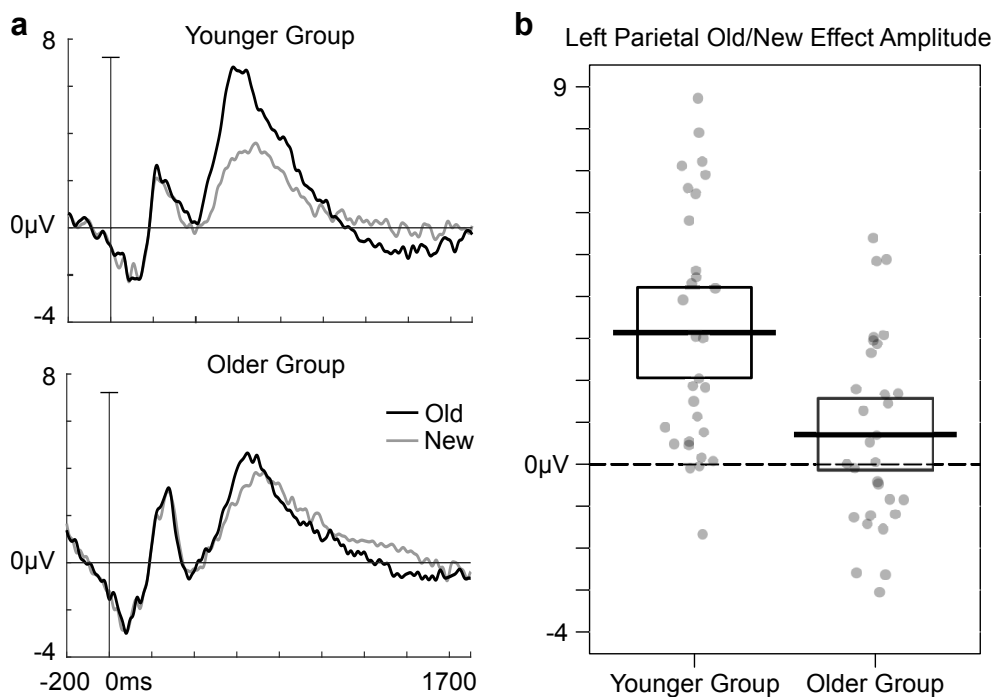 a
Younger Group
8
0µV
-4
Older Group
8
Old
New
0µV
-4
-200 0ms 1700
b
Left Parietal Old/New Effect Amplitude
9
0µV
-4
Younger Group Older Group